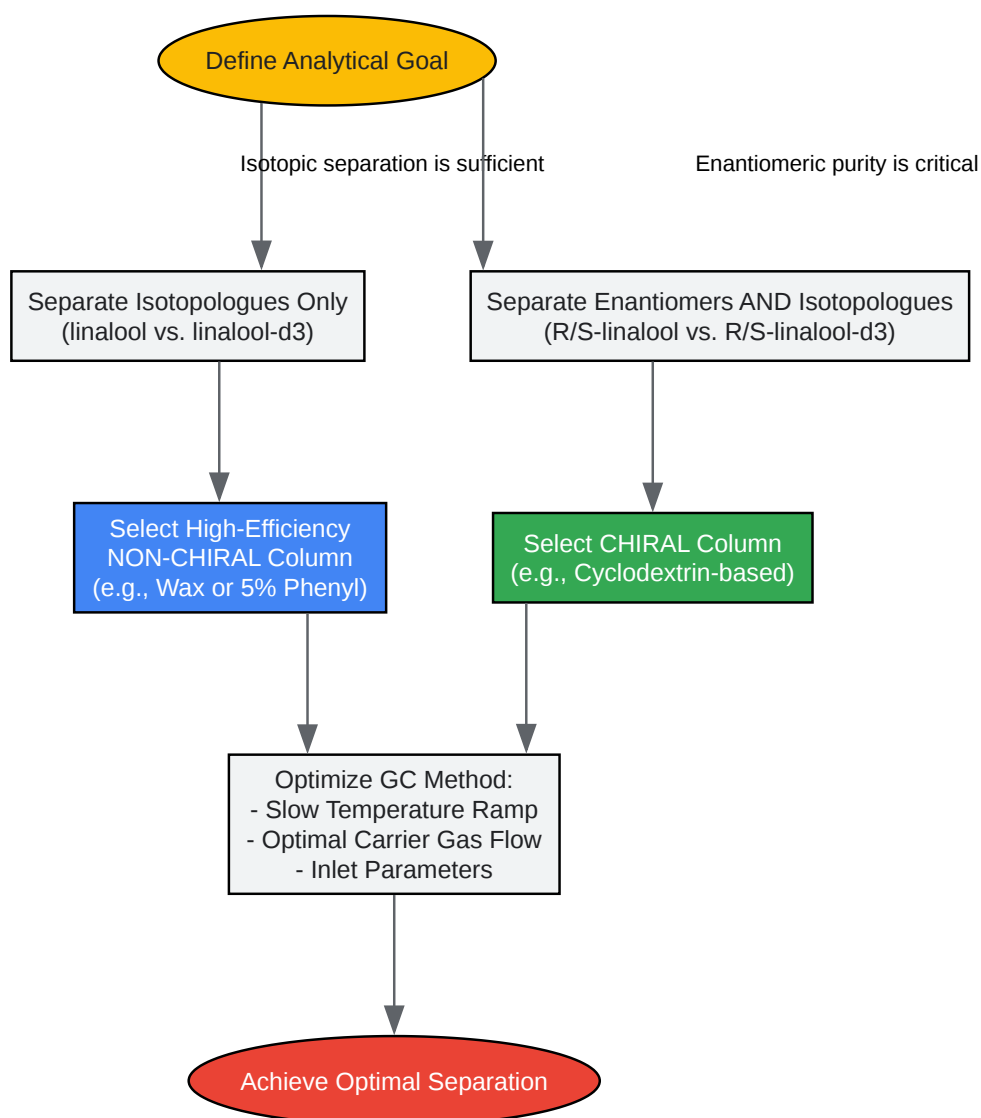 Define Analytical Goal
Isotopic separation is sufficient
Enantiomeric purity is critical
Separate Isotopologues Only
(linalool vs. linalool-d3)
Separate Enantiomers AND Isotopologues
(R/S-linalool vs. R/S-linalool-d3)
Select High-Efficiency
NON-CHIRAL Column
(e.g., Wax or 5% Phenyl)
Select CHIRAL Column
(e.g., Cyclodextrin-based)
Optimize GC Method:
- Slow Temperature Ramp
- Optimal Carrier Gas Flow
- Inlet Parameters
Achieve Optimal Separation